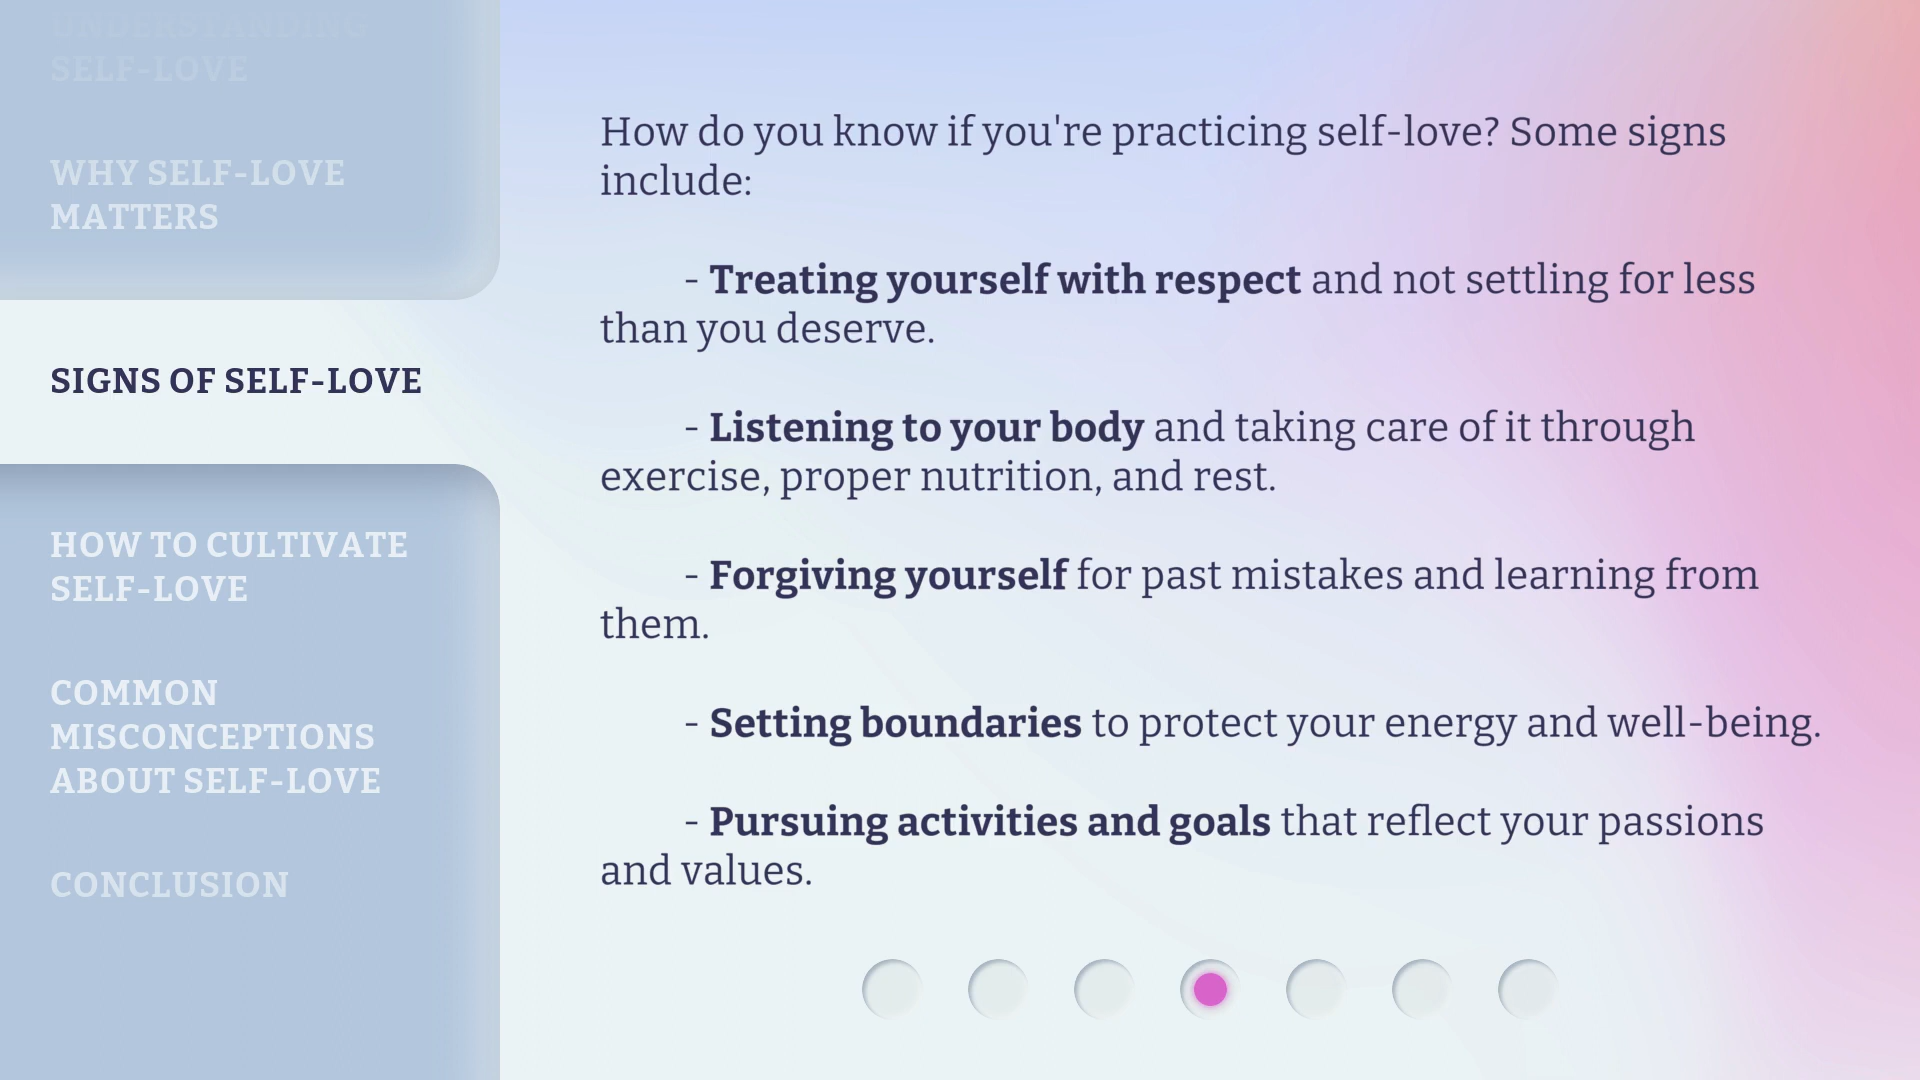 UNDERSTANDING
SELF-LOVE
WHY SELF-LOVE
MATTERS
SIGNS OF SELF-LOVE
HOW TO CULTIVATE
SELF-LOVE
COMMON
MISCONCEPTIONS
ABOUT SELF-LOVE
CONCLUSION
How do you know if you're practicing self-love? Some signs
include:
- Treating yourself with respect and not settling for less
than you deserve.
- Listening to your body and taking care of it through
exercise, proper nutrition, and rest.
- Forgiving yourself for past mistakes and learning from
them.
- Setting boundaries to protect your energy and well-being.
- Pursuing activities and goals that reflect your passions
and values.